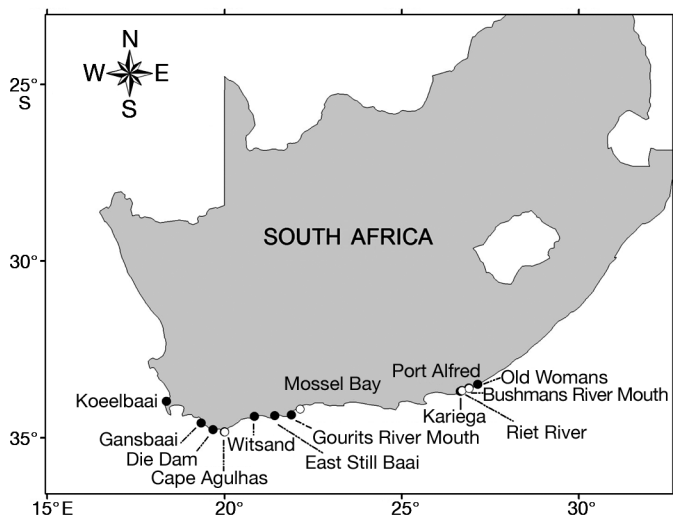 N
W E
S
25°
S
SOUTH AFRICA
30°
Port Alfred
Old Womans
Mossel Bay
Bushmans River Mouth
Koeelbaai
Kariega
Riet River
35°
Gansbaai
Witsand
Gourits River Mouth
Die Dam
East Still Baai
Cape Agulhas
15°E 20° 25° 30°